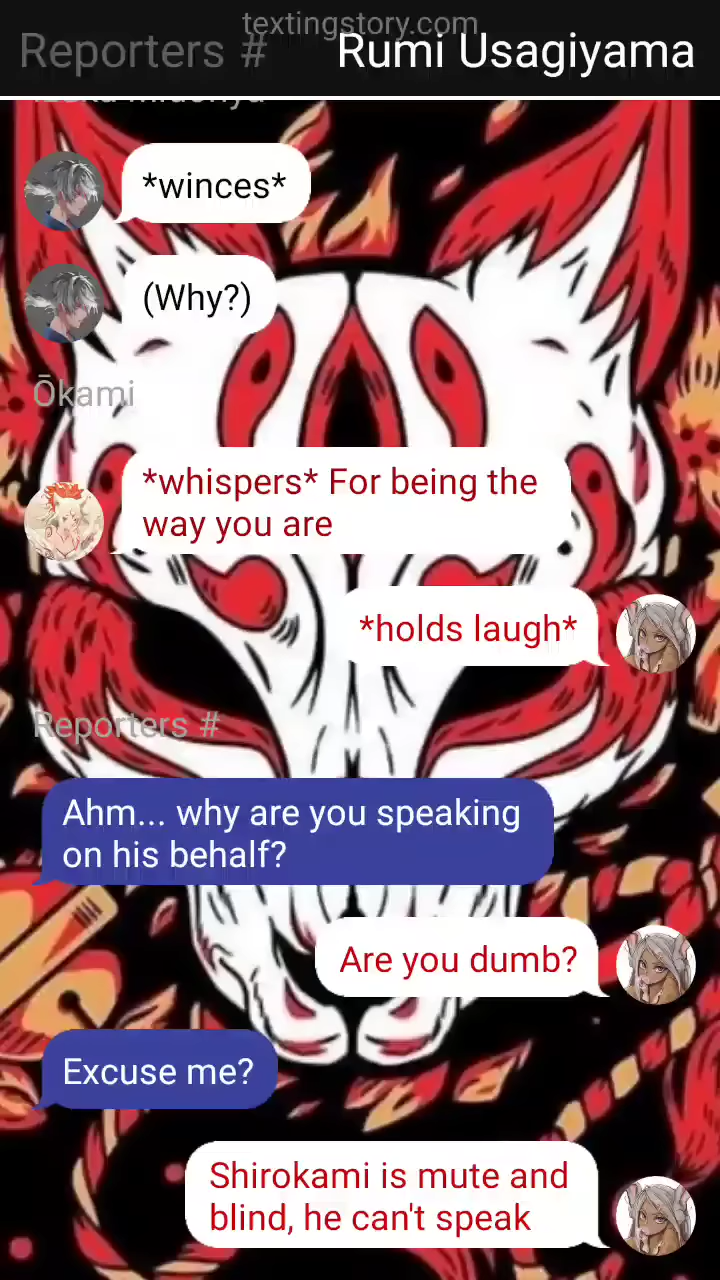 textingstory.com
Reporters #
Rumi Usagiyama
*winces*
(Why?)
Ōkami
*whispers* For being the
way you are
*holds laugh*
Reporters #
Ahm... why are you speaking
on his behalf?
Are you dumb?
Excuse me?
Shirokami is mute and
blind, he can't speak